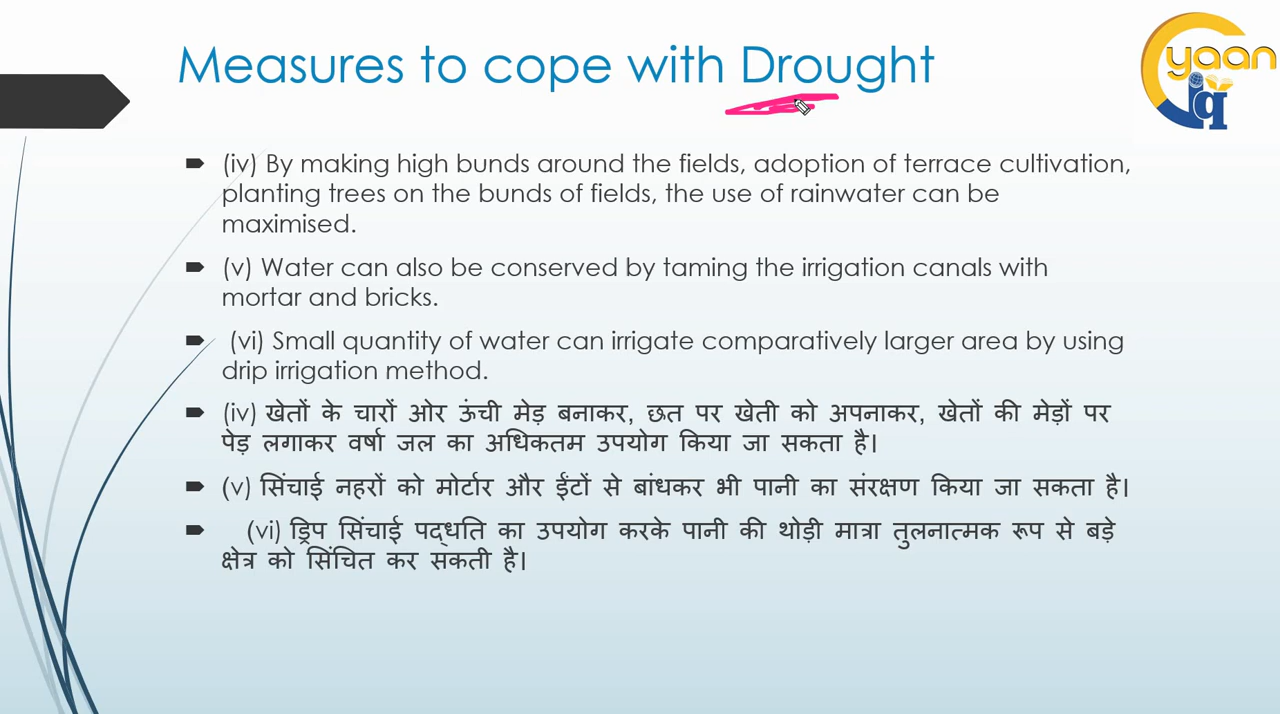 Measures to cope with Drought
yaan
iq
(iv) By making high bunds around the fields, adoption of terrace cultivation,
planting trees on the bunds of fields, the use of rainwater can be
maximised.
(v) Water can also be conserved by taming the irrigation canals with
mortar and bricks.
(vi) Small quantity of water can irrigate comparatively larger area by using
drip irrigation method.
(iv) खेतों के चारों ओर ऊंची मेड़ बनाकर, छत पर खेती को अपनाकर, खेतों की मेड़ों पर
पेड़ लगाकर वर्षा जल का अधिकतम उपयोग किया जा सकता है।
(v) सिंचाई नहरों को मोर्टार और ईंटों से बांधकर भी पानी का संरक्षण किया जा सकता है।
(vi) ड्रिप सिंचाई पद्धति का उपयोग करके पानी की थोड़ी मात्रा तुलनात्मक रूप से बड़े
क्षेत्र को सिंचित कर सकती है।